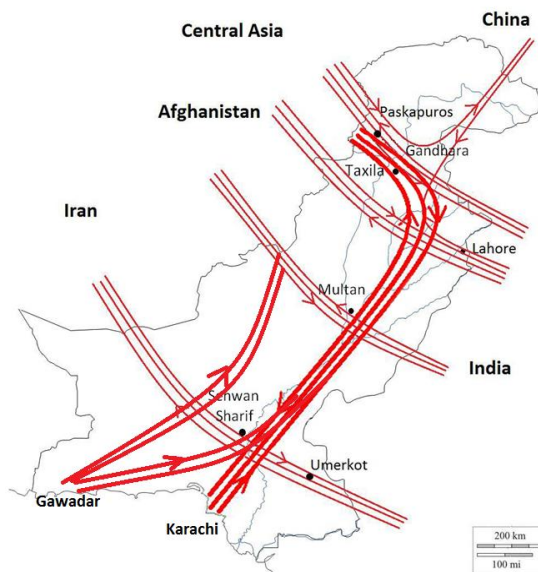 China
Central Asia
Afghanistan
Paskapuros
Gandhara
Taxila
Iran
Lahore
Multan
India
Sehwan
Sharif
Umerkot
Gawadar
Karachi
200 km
100 mi